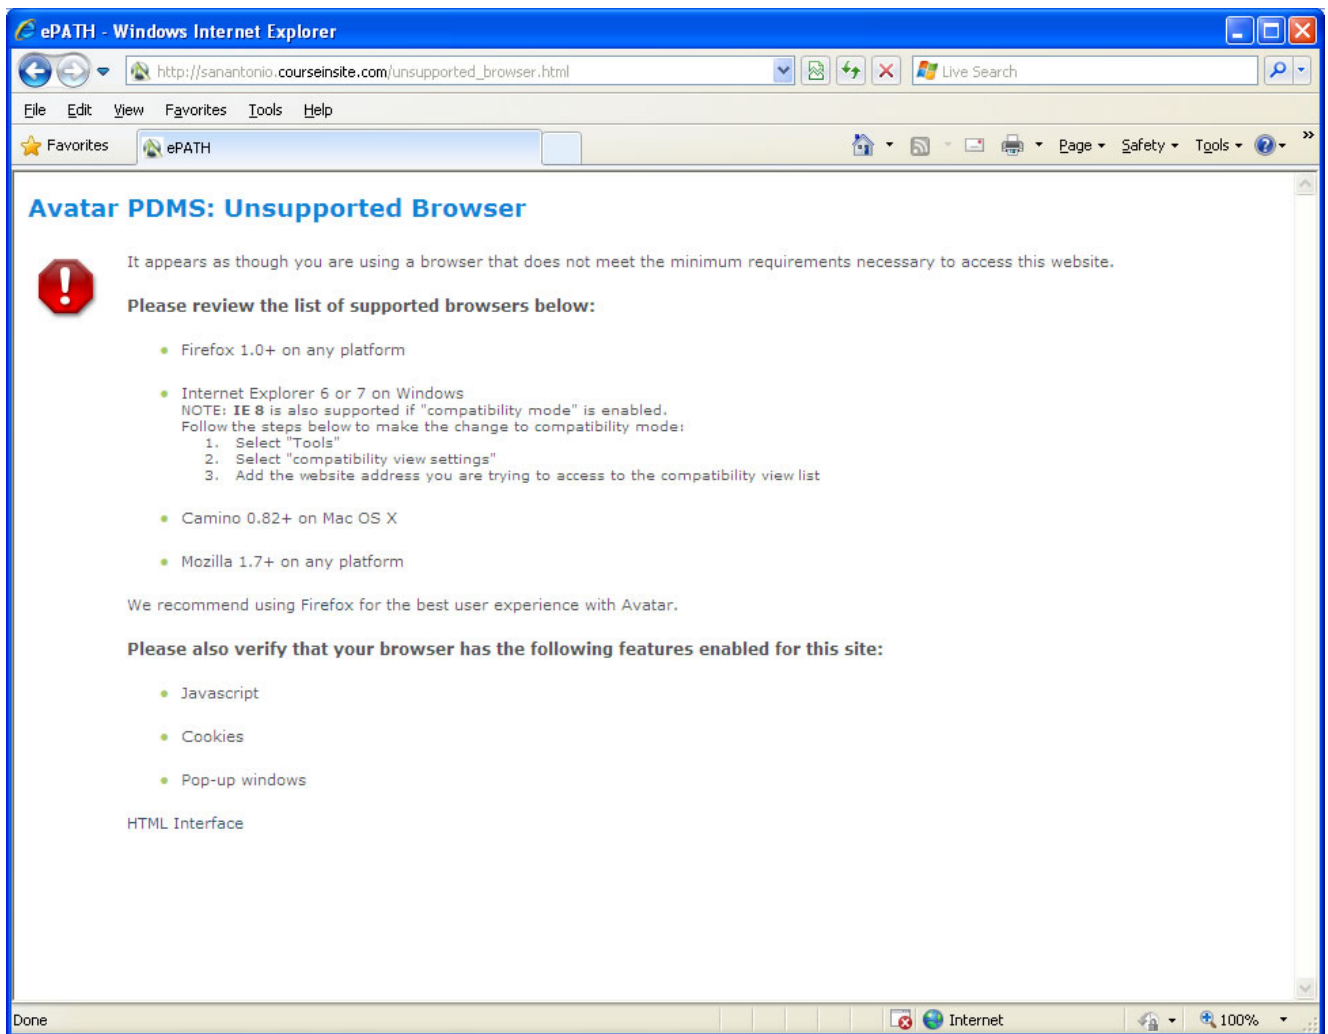 ePATH - Windows Internet Explorer
http://sanantonio.courseinsite.com/unsupported_browser.html
Live Search
File Edit View Favorites Tools Help
Favorites ePATH Page Safety Tools »
Avatar PDMS: Unsupported Browser
It appears as though you are using a browser that does not meet the minimum requirements necessary to access this website.
Please review the list of supported browsers below:
• Firefox 1.0+ on any platform
• Internet Explorer 6 or 7 on Windows
NOTE: IE 8 is also supported if "compatibility mode" is enabled.
Follow the steps below to make the change to compatibility mode:
1. Select "Tools"
2. Select "compatibility view settings"
3. Add the website address you are trying to access to the compatibility view list
• Camino 0.82+ on Mac OS X
• Mozilla 1.7+ on any platform
We recommend using Firefox for the best user experience with Avatar.
Please also verify that your browser has the following features enabled for this site:
• Javascript
• Cookies
• Pop-up windows
HTML Interface
Done Internet 100%